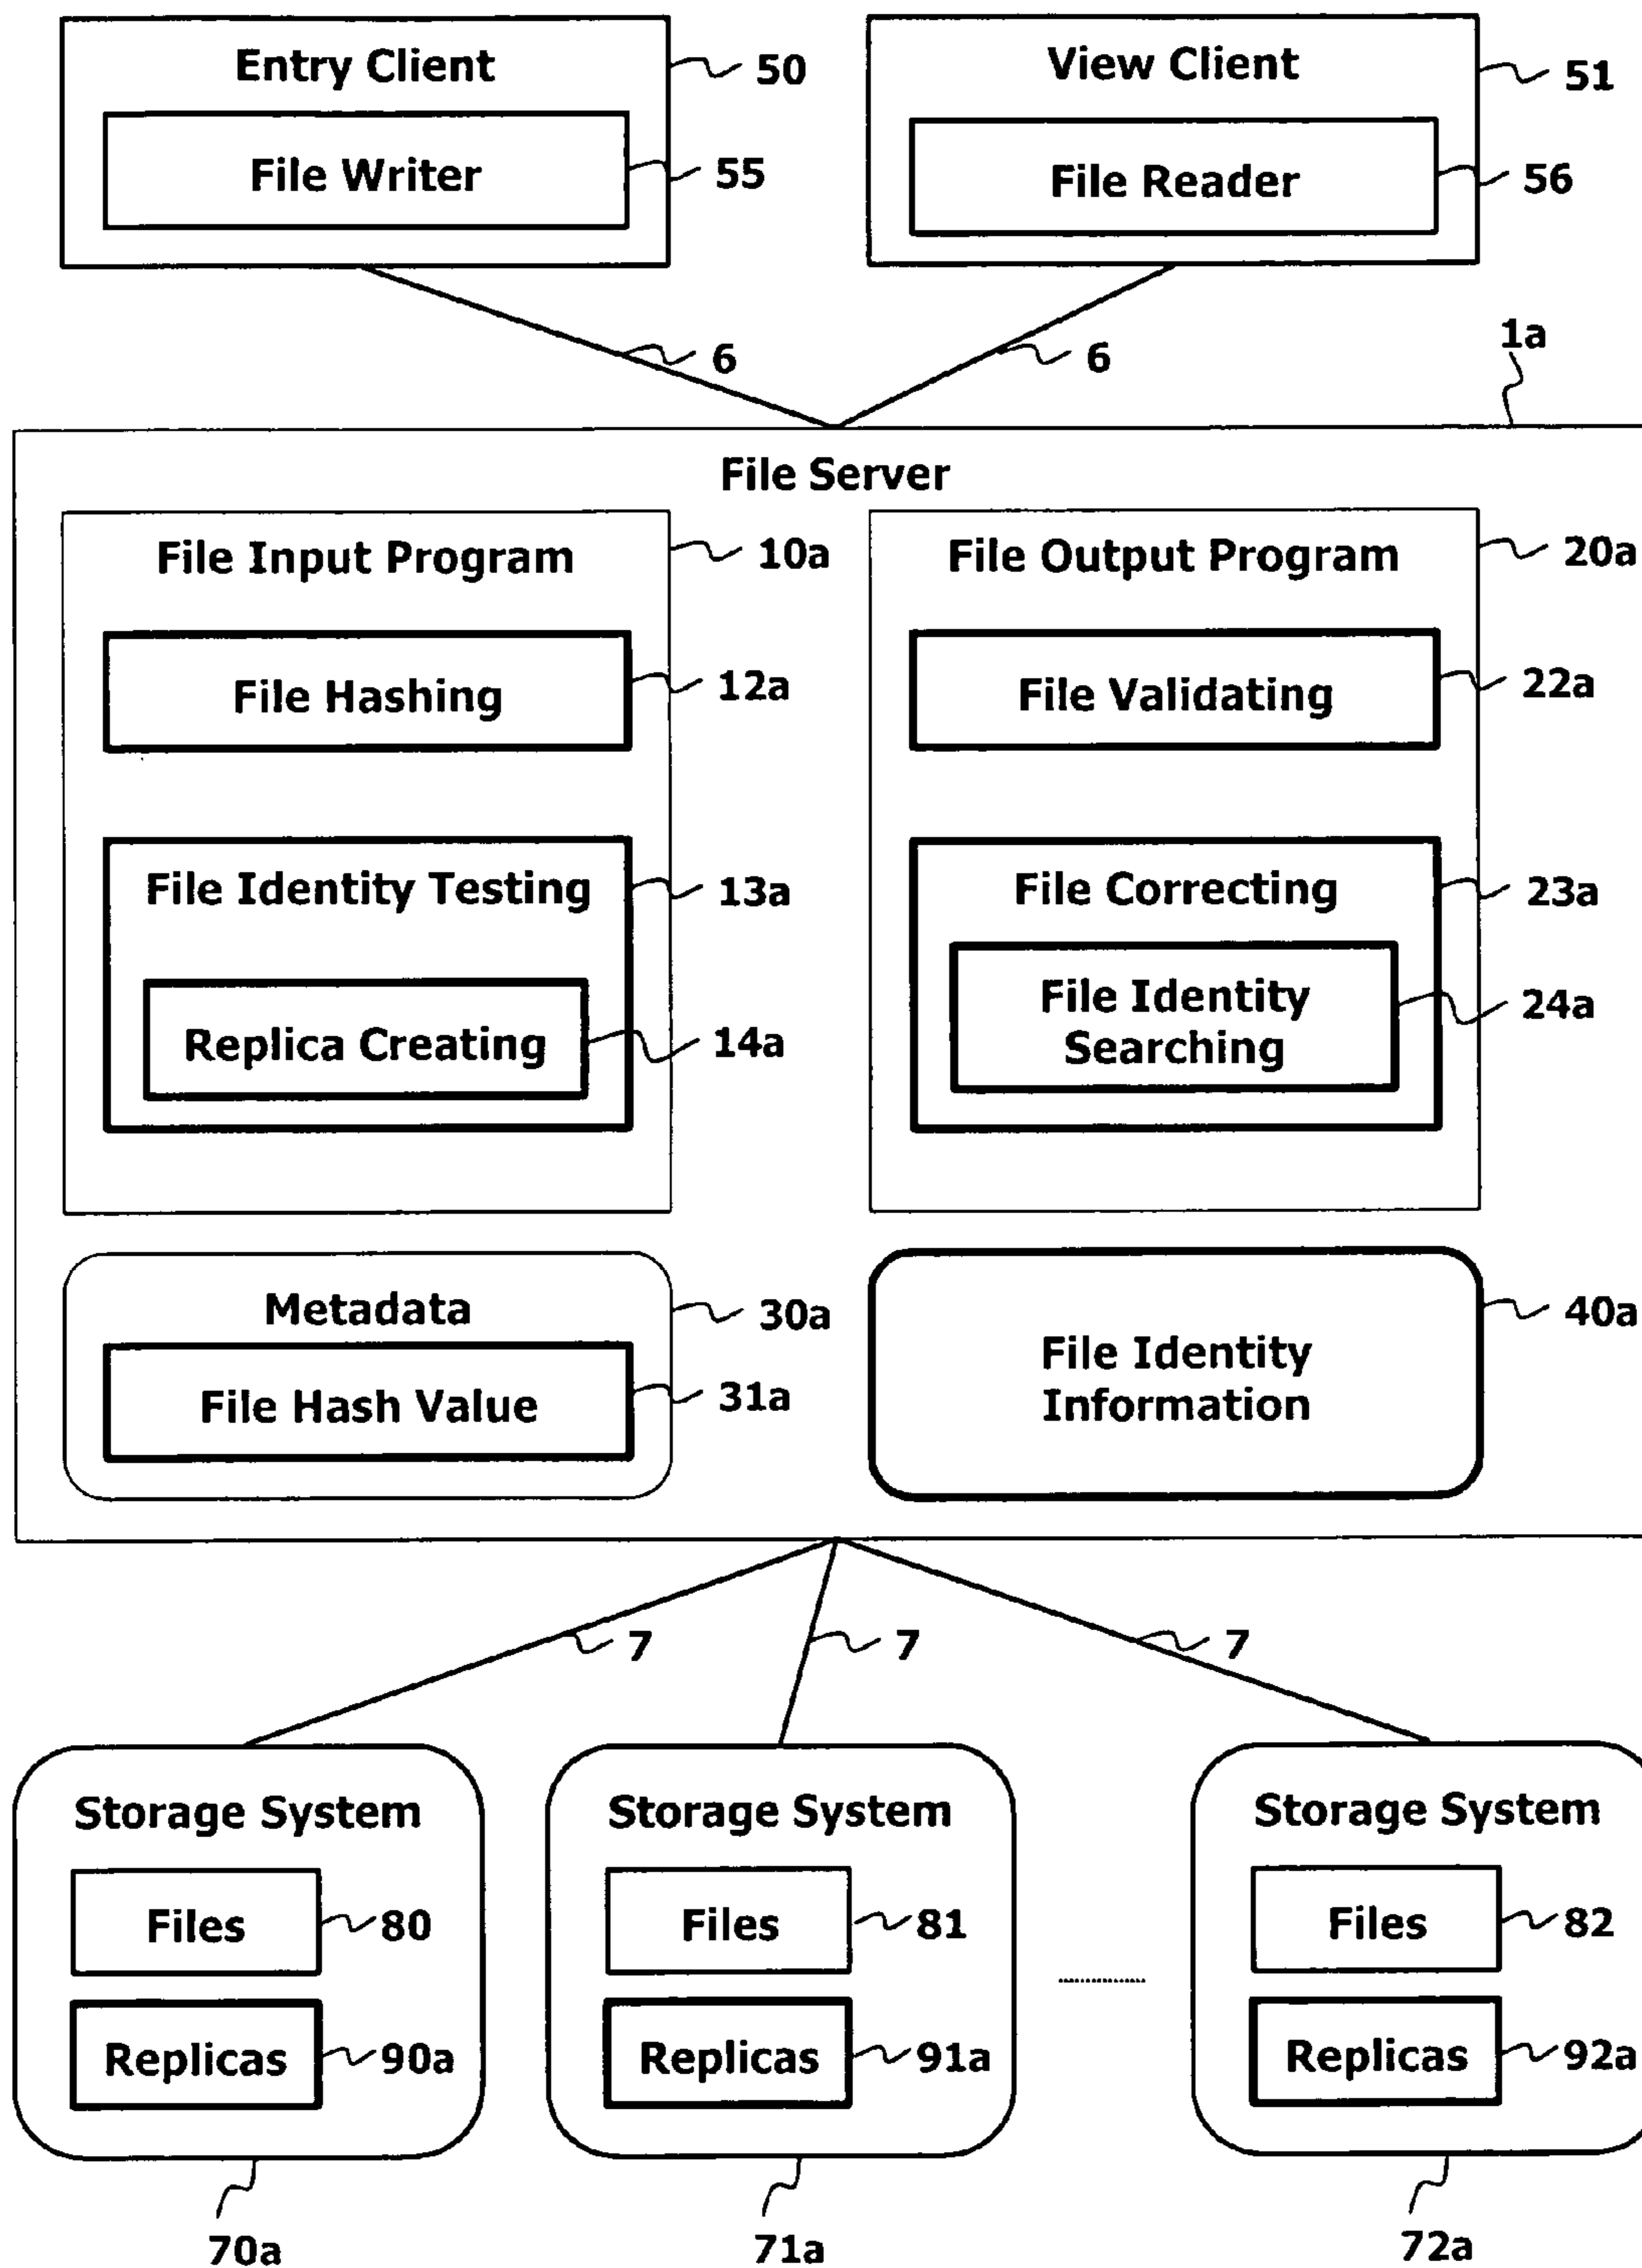 Entry Client
50
View Client
51
File Writer
55
File Reader
56
6
6
1a
File Server
File Input Program
10a
File Output Program
20a
File Hashing
12a
File Validating
22a
File Identity Testing
13a
File Correcting
23a
Replica Creating
14a
File Identity
Searching
24a
Metadata
30a
File Hash Value
31a
File Identity
Information
40a
7
7
7
Storage System
Storage System
Storage System
Files
80
Files
81
Files
82
Replicas
90a
Replicas
91a
Replicas
92a
70a
71a
72a